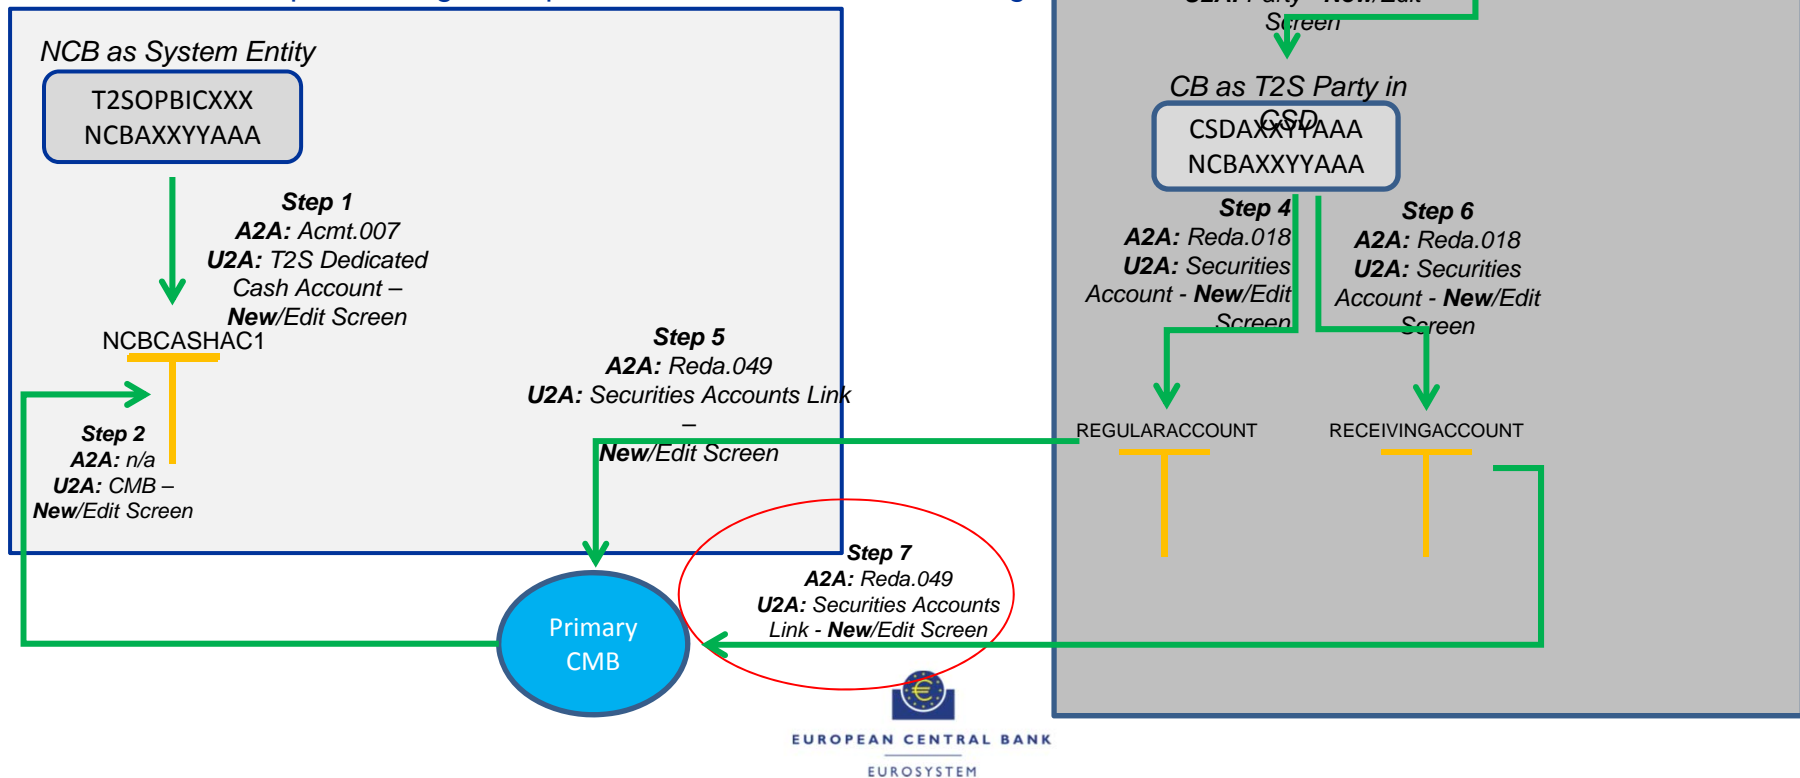 U2A: Party - New/Edit
Screen
NCB as System Entity
T2SOPBICXXX
NCBAXXYYAAA
CB as T2S Party in
CSD
CSDAXXYYAAA
NCBAXXYYAAA
Step 1
A2A: Acmt.007
U2A: T2S Dedicated
Cash Account –
New/Edit Screen
NCBCASHAC1
Step 4
A2A: Reda.018
U2A: Securities
Account - New/Edit
Screen
Step 6
A2A: Reda.018
U2A: Securities
Account - New/Edit
Screen
Step 5
A2A: Reda.049
U2A: Securities Accounts Link
–
New/Edit Screen
Step 2
A2A: n/a
U2A: CMB –
New/Edit Screen
REGULARACCOUNT
RECEIVINGACCOUNT
Step 7
A2A: Reda.049
U2A: Securities Accounts
Link - New/Edit Screen
Primary
CMB
EUROPEAN CENTRAL BANK
EUROSYSTEM